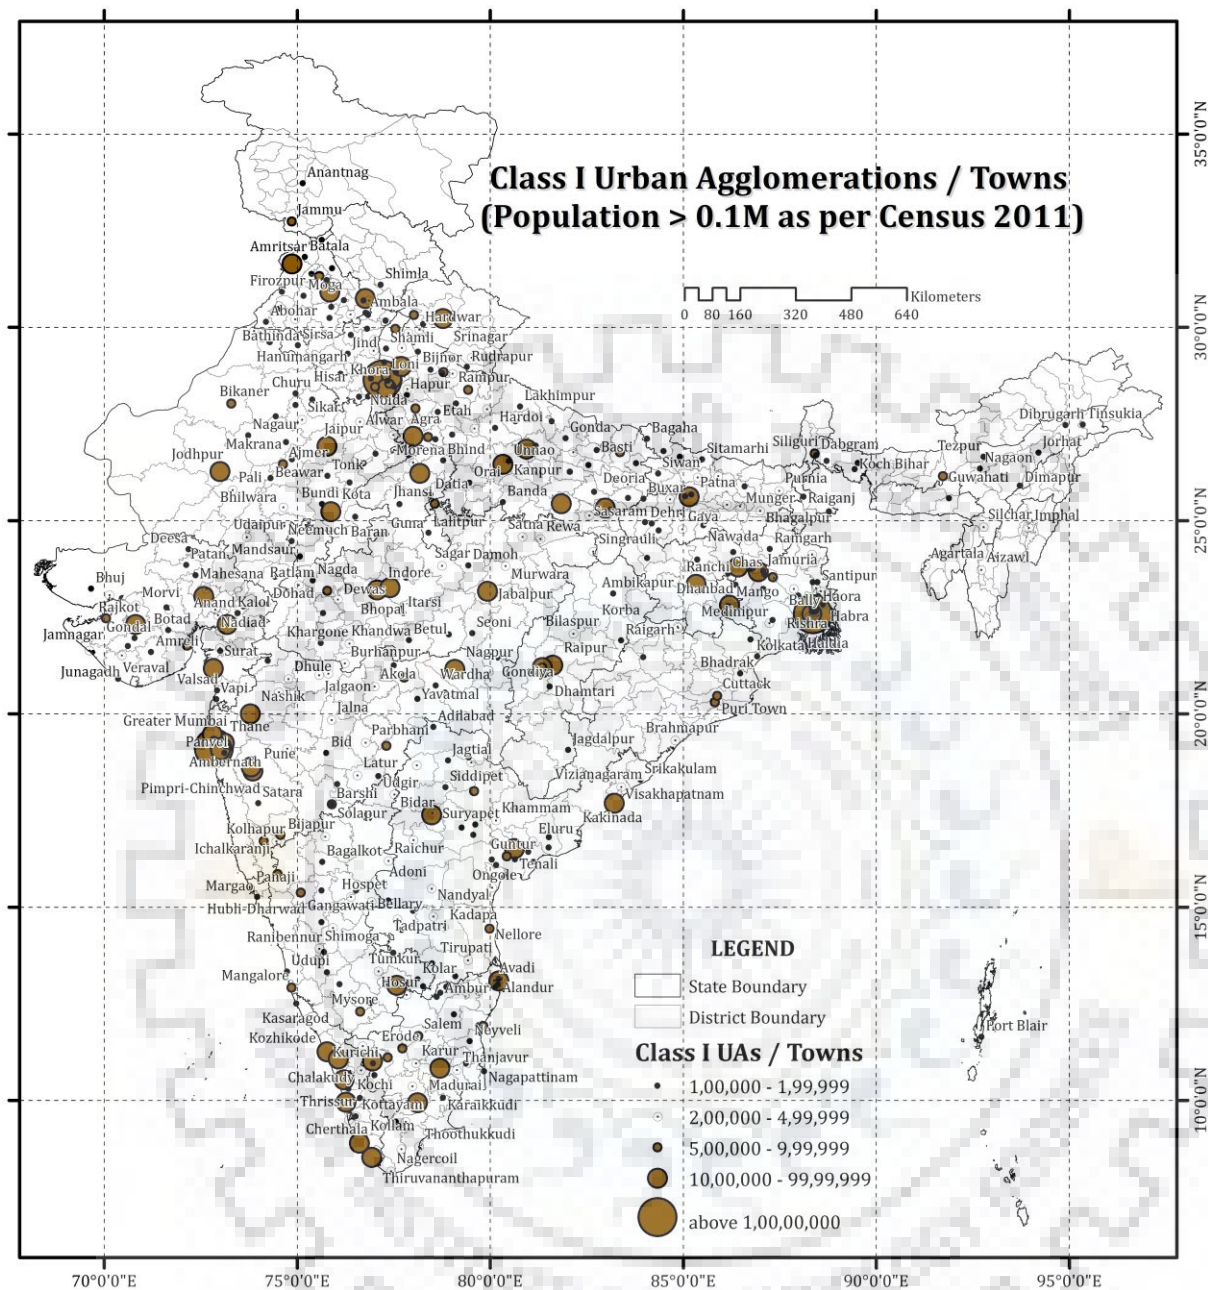 Class I Urban Agglomerations / Towns
(Population > 0.1M as per Census 2011)
Kilometers
0 80 160 320 480 640
35°0'0"N
30°0'0"N
25°0'0"N
20°0'0"N
15°0'0"N
10°0'0"N
Anantnag
Jammu
Amritsar Batala
Firozpur
Moga
Shimla
Abohar
Ambala
Hardwar
Bathinda Sirsa
Shamli
Srinagar
Jind
Hanumangarh
Bijnor Rudrapur
Khora
Loni
Churu
Hisar
Hapur
Rampur
Bikaner
Noida
Lakhimpur
Sikar
Etah
Nagaur
Alwar
Agra
Hardoi
Dibrugarh Tinsukia
Jaipur
Gonda
Bagaha
Makrana
Basti
Sitamarhi
Siliguri Dabgram
Tezpur
Jorhat
Jodhpur
Ajmer
Morena
Bhind
Unnao
Siwan
Koch Bihar
Nagaon
Pali
Beawar
Tonk
Orai
Kanpur
Purnia
Guwahati
Dimapur
Bhilwara
Bundi Kota
Jhansi
Datia
Banda
Deoria
Buxar
Patna
Munger
Raiganj
Udaipur
Neemuch
Baran
Guna
Lalitpur
Satna Rewa
Sasaram Dehri
Gaya
Bhagalpur
Silchar Imphal
Deesa
Mandsaur
Singrauli
Nawada
Ramgarh
Patan
Sagar
Damoh
Agartala
Aizawl
Bhuj
Mahesana
Ratlam
Nagda
Indore
Murwara
Ambikapur
Ranchi
Chas
Jamuria
Santipur
Morvi
Dohad
Dewas
Jabalpur
Dhanbad
Mango
Rajkot
Anand Kalol
Bhopal
Itarsi
Korba
Medinipur
Bally
Haora
Gondal
Botad
Nadiad
Bilaspur
Rishra
Habra
Jamnagar
Amreli
Khargone
Khandwa
Betul
Seoni
Raigarh
Kolkata
Haldia
Surat
Burhanpur
Nagpur
Raipur
Junagadh
Veraval
Dhule
Bhadrak
Valsad
Akola
Wardha
Gondiya
Vapi
Nashik
Jalgaon
Yavatmal
Dhamtari
Cuttack
Puri Town
Greater Mumbai
Thane
Jalna
Adilabad
Brahmapur
Panvel
Parbhani
Jagdalpur
Ambernath
Pune
Bid
Jagtial
Pimpri-Chinchwad
Latur
Siddipet
Vizianagaram
Srikakulam
Satara
Udgir
Barshi
Visakhapatnam
Bidar
Khammam
Kolhapur
Bijapur
Solapur
Suryapet
Kakinada
Eluru
Ichalkaranji
Bagalkot
Raichur
Guntur
Tenali
Panaji
Adoni
Ongole
Margao
Hospet
Nandyal
Hubli-Dharwad
Gangawati
Bellary
Kadapa
Ranibennur
Shimoga
Tadpatri
Nellore
Udupi
Tumkur
Tirupati
Mangalore
Kolar
Avadi
Hosur
Ambur
Alandur
Mysore
Kasaragod
Salem
Kozhikode
Erode
Neyveli
Kurichi
Karur
Thanjavur
Chalakudy
Kochi
Madurai
Nagapattinam
Thrissur
Kottayam
Karaikkudi
Cherthala
Kollam
Thoothukkudi
Nagercoil
Thiruvananthapuram
Port Blair
LEGEND
State Boundary
District Boundary
Class I UAs / Towns
1,00,000 - 1,99,999
2,00,000 - 4,99,999
5,00,000 - 9,99,999
10,00,000 - 99,99,999
above 1,00,00,000
70°0'0"E 75°0'0"E 80°0'0"E 85°0'0"E 90°0'0"E 95°0'0"E